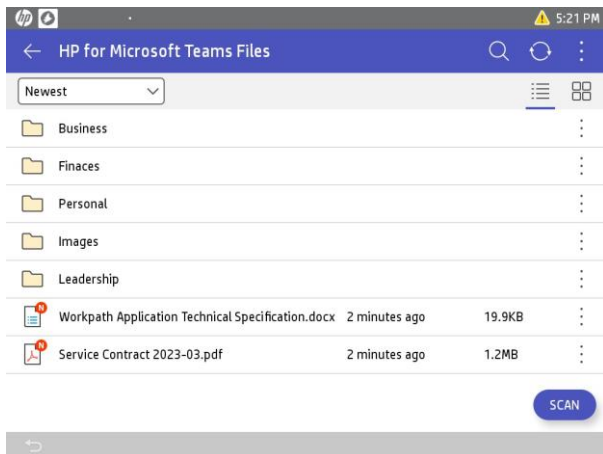 hp 5:21 PM
HP for Microsoft Teams Files
Newest
Business
Finaces
Personal
Images
Leadership
N Workpath Application Technical Specification.docx 2 minutes ago 19.9KB
N Service Contract 2023-03.pdf 2 minutes ago 1.2MB
SCAN